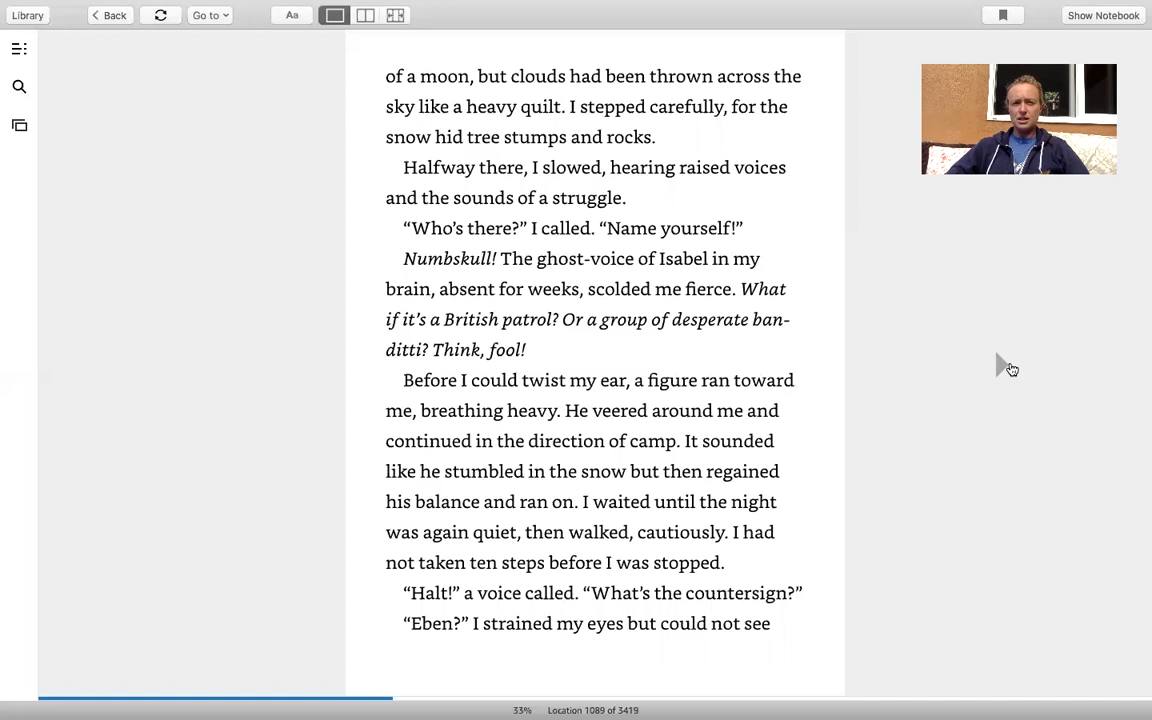 Library
Back
Go to
Aa
Show Notebook
of a moon, but clouds had been thrown across the
sky like a heavy quilt. I stepped carefully, for the
snow hid tree stumps and rocks.
Halfway there, I slowed, hearing raised voices
and the sounds of a struggle.
“Who’s there?” I called. “Name yourself!”
Numbskull! The ghost-voice of Isabel in my
brain, absent for weeks, scolded me fierce. What
if it’s a British patrol? Or a group of desperate ban-
ditti? Think, fool!
Before I could twist my ear, a figure ran toward
me, breathing heavy. He veered around me and
continued in the direction of camp. It sounded
like he stumbled in the snow but then regained
his balance and ran on. I waited until the night
was again quiet, then walked, cautiously. I had
not taken ten steps before I was stopped.
“Halt!” a voice called. “What’s the countersign?”
“Eben?” I strained my eyes but could not see
33% Location 1089 of 3419